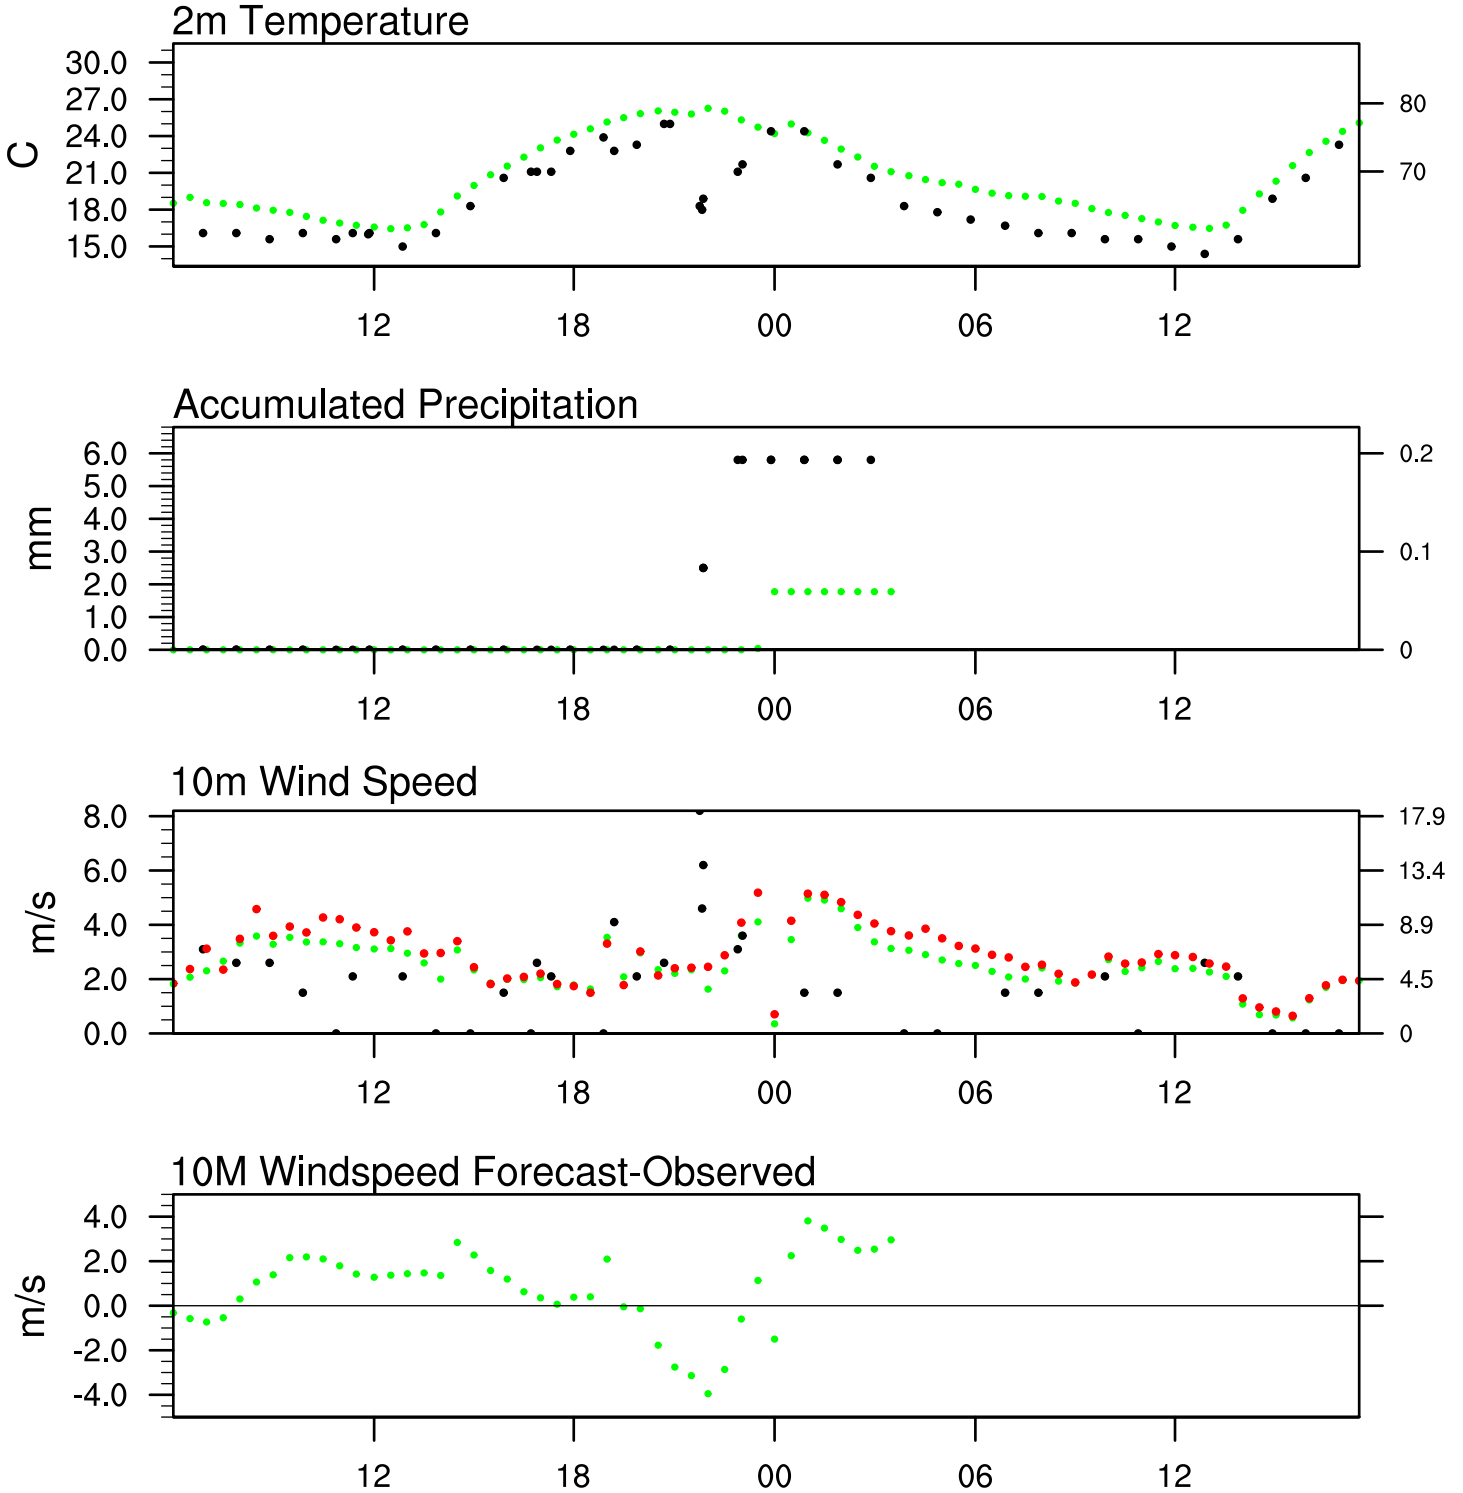 2m Temperature
30.0
27.0
24.0
21.0
18.0
15.0
C
80
70
12 18 00 06 12
Accumulated Precipitation
6.0
5.0
4.0
3.0
2.0
1.0
0.0
mm
0.2
0.1
0
12 18 00 06 12
10m Wind Speed
8.0
6.0
4.0
2.0
0.0
m/s
17.9
13.4
8.9
4.5
0
12 18 00 06 12
10M Windspeed Forecast-Observed
4.0
2.0
0.0
-2.0
-4.0
m/s
12 18 00 06 12